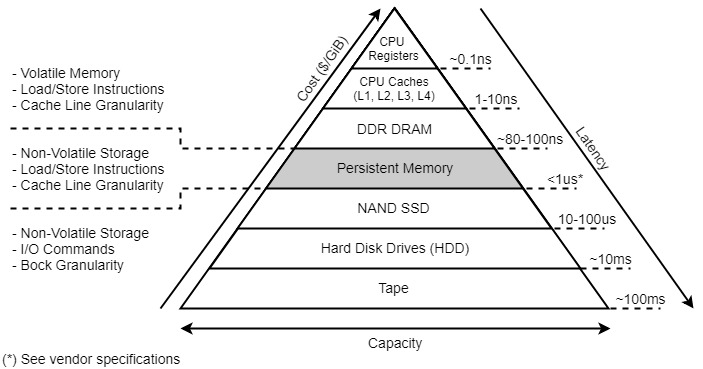 CPU
Registers
~0.1ns
Cost ($/GiB)
- Volatile Memory
- Load/Store Instructions
- Cache Line Granularity
CPU Caches
(L1, L2, L3, L4)
1-10ns
DDR DRAM
~80-100ns
Latency
- Non-Volatile Storage
- Load/Store Instructions
- Cache Line Granularity
Persistent Memory
<1us*
NAND SSD
10-100us
- Non-Volatile Storage
- I/O Commands
- Bock Granularity
Hard Disk Drives (HDD)
~10ms
Tape
~100ms
Capacity
(*) See vendor specifications